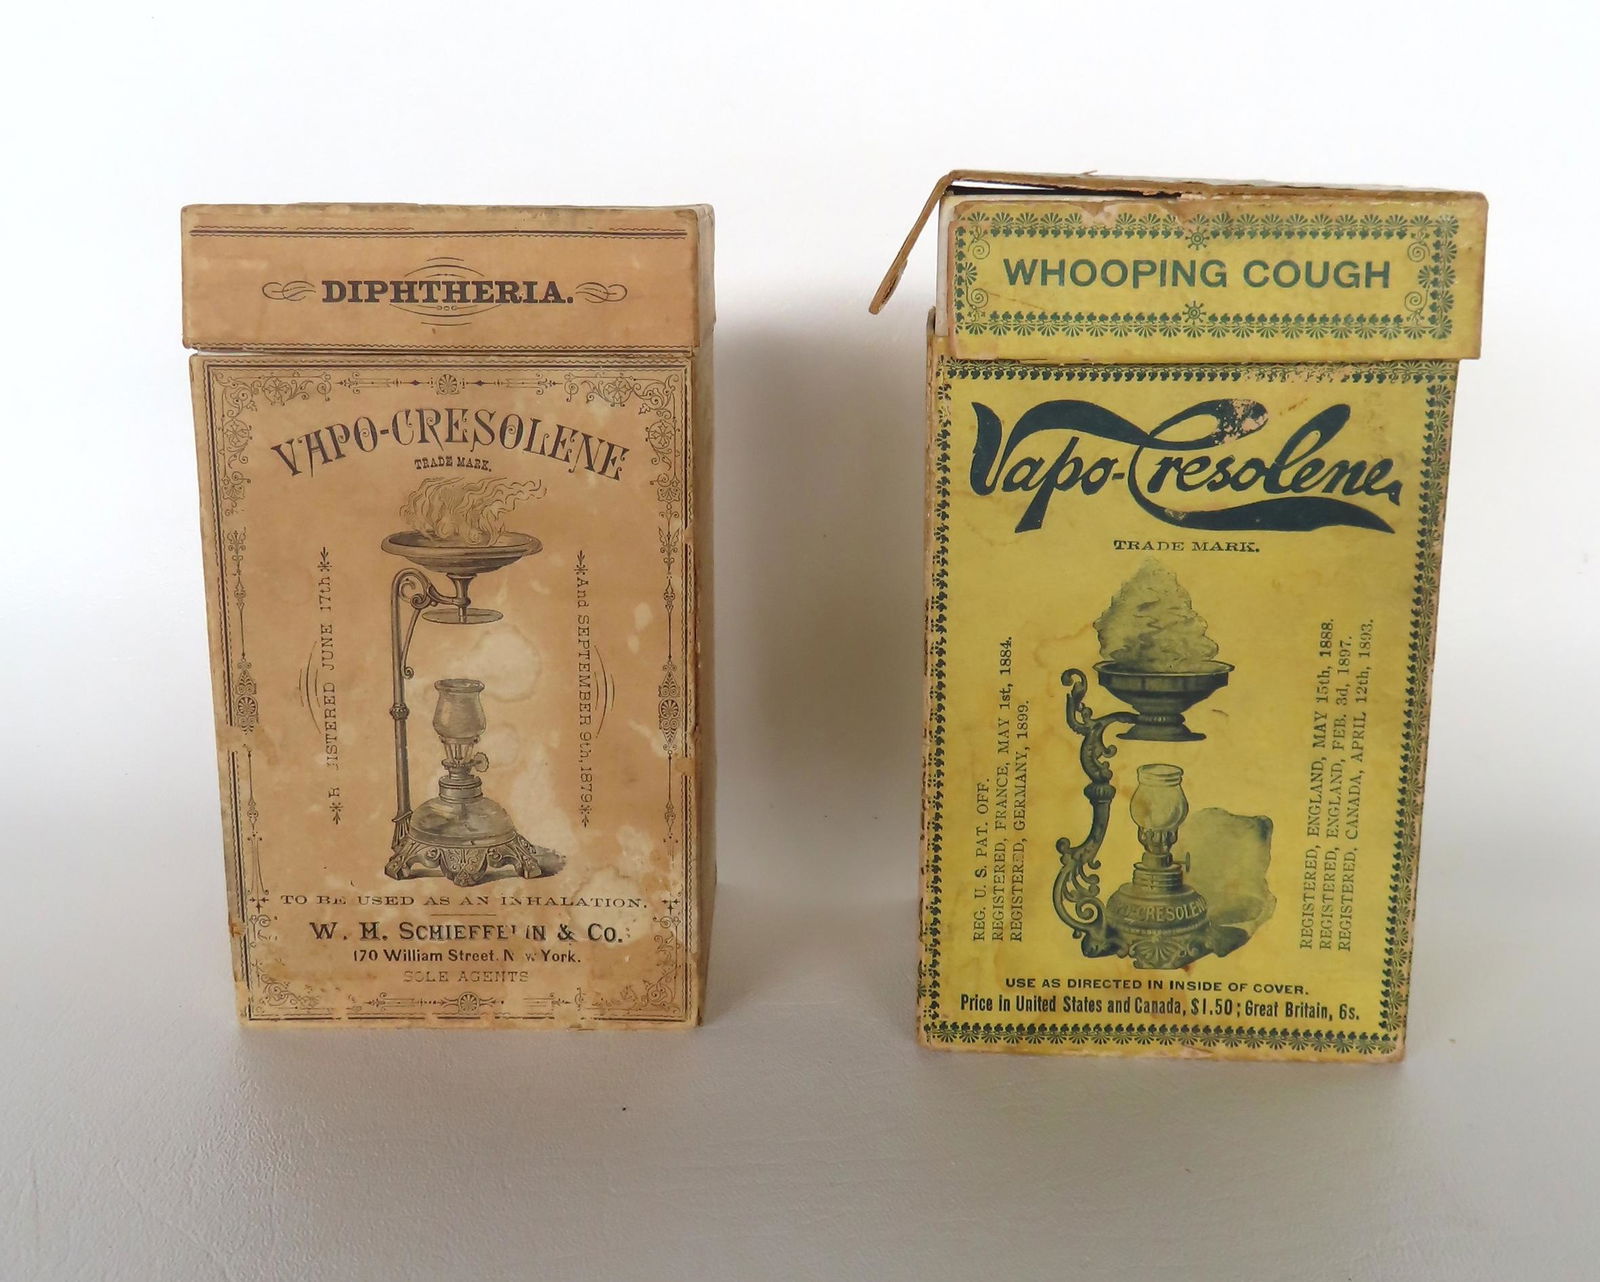 DIPHTHERIA.
VAPO-CRESOLENE
TRADE MARK.
ISTERED JUNE 17th
And SEPTEMBER 9th, 1879
TO BE USED AS AN INHALATION.
W. H. SCHIEFFELIN & Co.
170 William Street, New York.
SOLE AGENTS
WHOOPING COUGH
Vapo-Cresolene
TRADE MARK.
REG. U. S. PAT. OFF.
REGISTERED, FRANCE, MAY 1st, 1884.
REGISTERED, GERMANY, 1899.
REGISTERED, ENGLAND, MAY 15th, 1888.
REGISTERED, ENGLAND, FEB. 3d, 1897.
REGISTERED, CANADA, APRIL 12th, 1893.
CRESOLEN
USE AS DIRECTED IN INSIDE OF COVER.
Price in United States and Canada, $1.50; Great Britain, 6s.